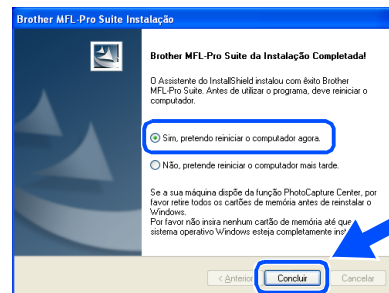 Brother MFL-Pro Suite Instalação
Brother MFL-Pro Suite da Instalação Completada!
O Assistente do InstallShield instalou com êxito Brother
MFL-Pro Suite. Antes de utilizar o programa, deve reiniciar o
computador.
Sim, pretendo reiniciar o computador agora.
Não, pretende reiniciar o computador mais tarde.
Se a sua máquina dispõe da função PhotoCapture Center, por
favor retire todos os cartões de memória antes de reinstalar o
Windows.
Por favor não insira nenhum cartão de memória até que
sistema operativo Windows esteja completamente
< Anterior
Concluir
Cancelar